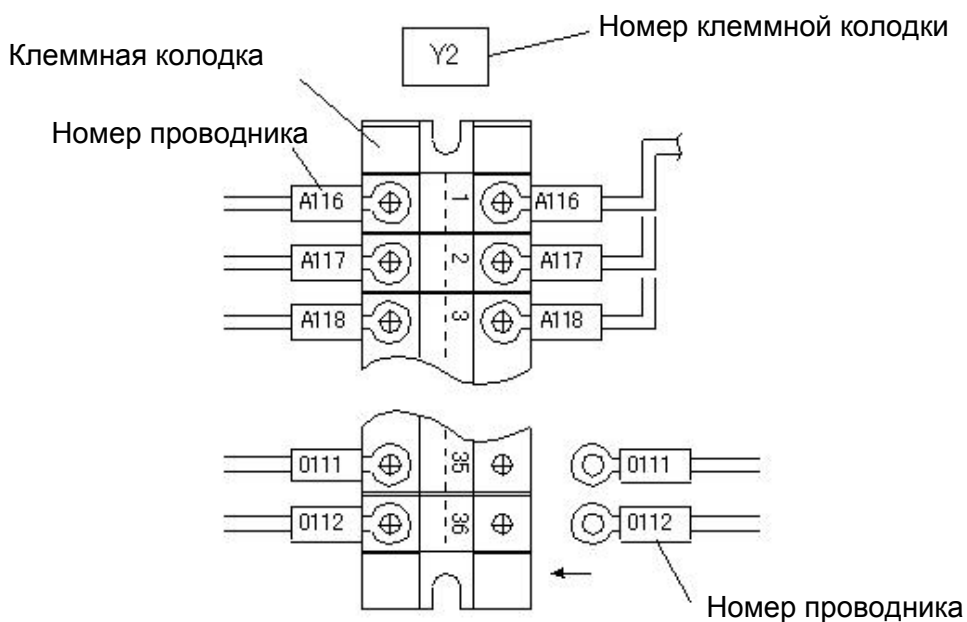 Номер клеммной колодки
Y2
Клеммная колодка
Номер проводника
A116 1 A116
A117 2 A117
A118 3 A118
0111 35 0111
0112 36 0112
Номер проводника